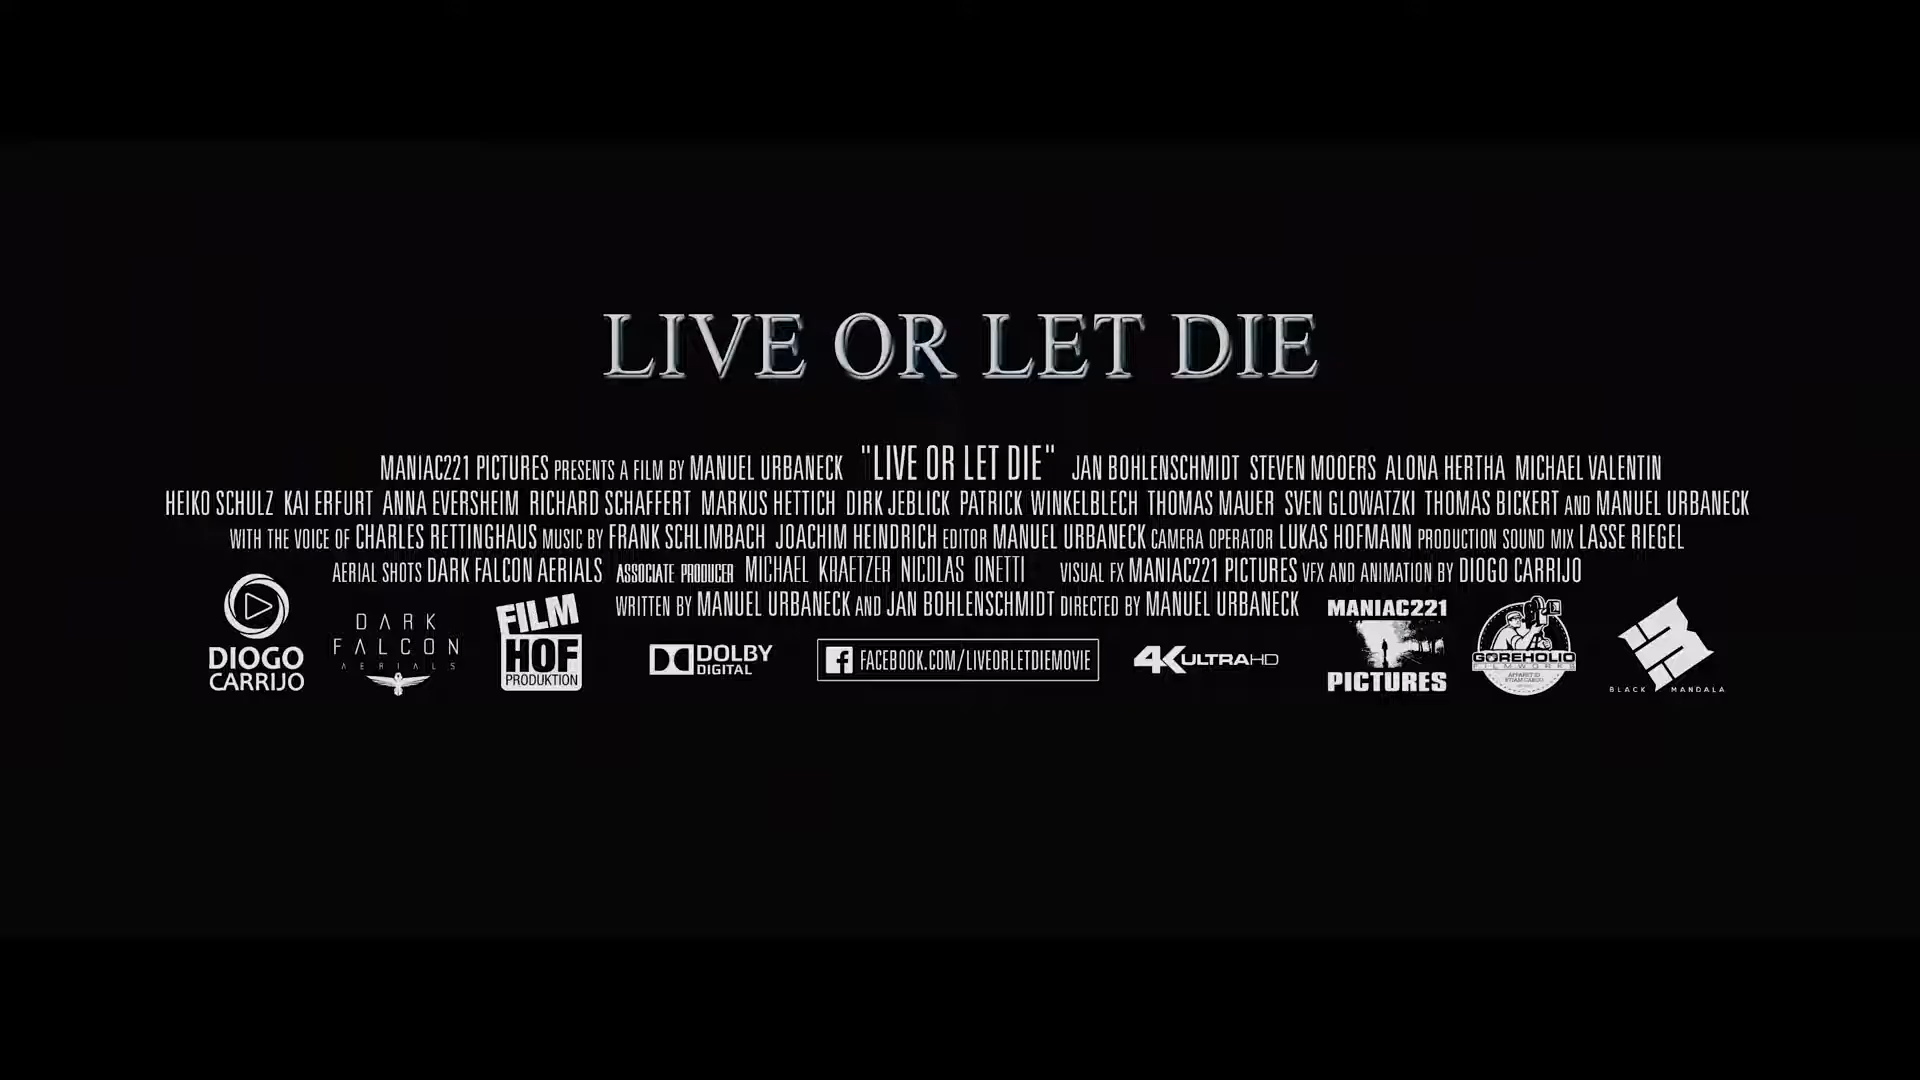 LIVE OR LET DIE
MANIAC221 PICTURES PRESENTS A FILM BY MANUEL URBANECK "LIVE OR LET DIE" JAN BOHLENSCHMIDT STEVEN MOOERS ALONA HERTHA MICHAEL VALENTIN
HEIKO SCHULZ KAI ERFURT ANNA EVERSHEIM RICHARD SCHAFFERT MARKUS HETTICH DIRK JEBLICK PATRICK WINKELBLECH THOMAS MAUER SVEN GLOWATZKI THOMAS BICKERT AND MANUEL URBANECK
WITH THE VOICE OF CHARLES RETTINGHAUS MUSIC BY FRANK SCHLIMBACH JOACHIM HEINDRICH EDITOR MANUEL URBANECK CAMERA OPERATOR LUKAS HOFMANN PRODUCTION SOUND MIX LASSE RIEGEL
AERIAL SHOTS DARK FALCON AERIALS ASSOCIATE PRODUCER MICHAEL KRAETZER NICOLAS ONETTI VISUAL FX MANIAC221 PICTURES VFX AND ANIMATION BY DIOGO CARRIJO
WRITTEN BY MANUEL URBANECK AND JAN BOHLENSCHMIDT DIRECTED BY MANUEL URBANECK
DIOGO
CARRIJO
DARK
FALCON
AERIALS
FILM
HOF
PRODUKTION
DOLBY
DIGITAL
FACEBOOK.COM/LIVEORLETDIEMOVIE
4K ULTRAHD
MANIAC221
PICTURES
GOREHOLIO
FILMWORKS
BLACK MANDALA